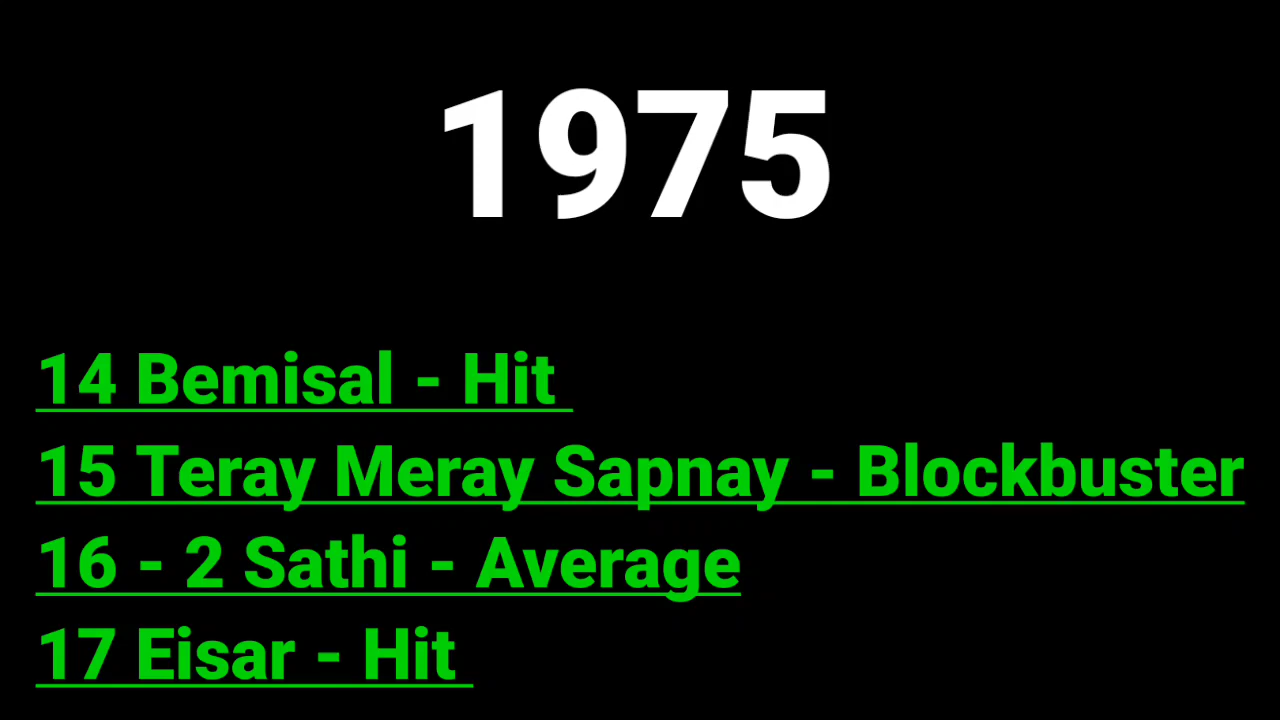 1975
14 Bemisal - Hit
15 Teray Meray Sapnay - Blockbuster
16 - 2 Sathi - Average
17 Eisar - Hit